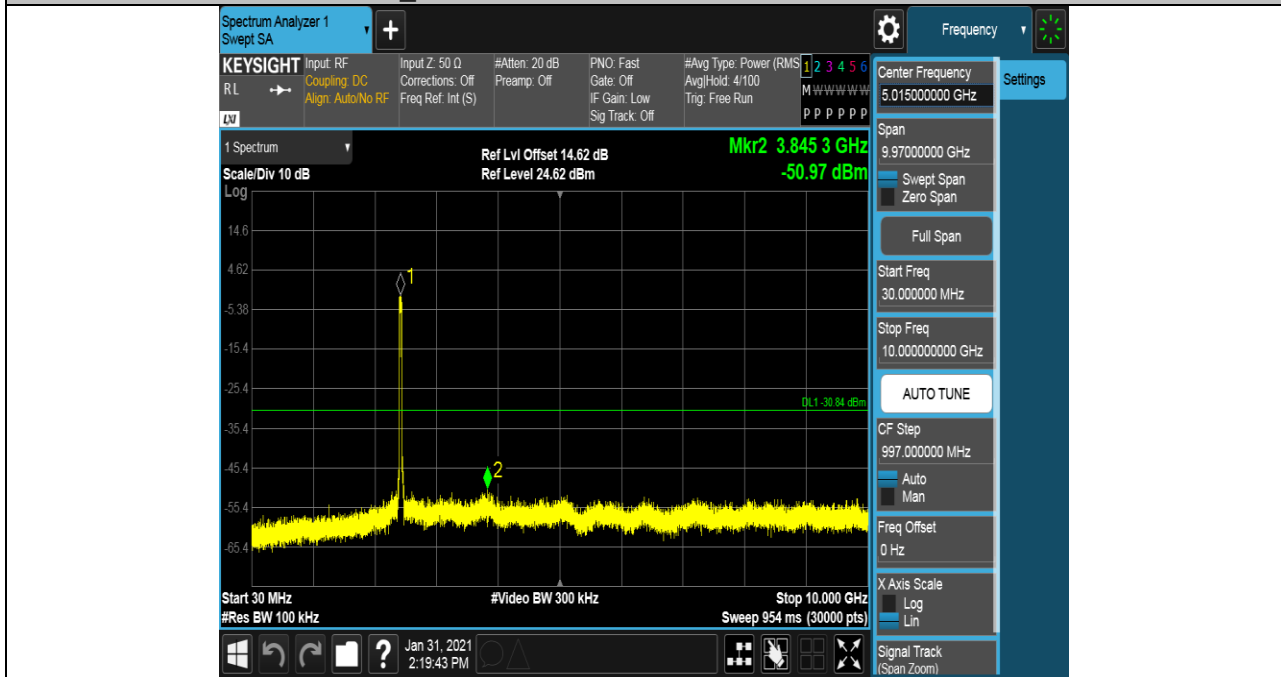 Spectrum Analyzer 1
Swept SA
+
Frequency
KEYSIGHT
RL
LXI
Input: RF
Coupling: DC
Align: Auto/No RF
Input Z: 50 Ω
Corrections: Off
Freq Ref: Int (S)
#Atten: 20 dB
Preamp: Off
PNO: Fast
Gate: Off
IF Gain: Low
Sig Track: Off
#Avg Type: Power (RMS
Avg|Hold: 4/100
Trig: Free Run
1 2 3 4 5 6
M W W W W W
P P P P P P
1 Spectrum
Scale/Div 10 dB
Ref Lvl Offset 14.62 dB
Ref Level 24.62 dBm
Mkr2 3.845 3 GHz
-50.97 dBm
Log
14.6
4.62
-5.38
-15.4
-25.4
-35.4
-45.4
-55.4
-65.4
1
2
DL1 -30.84 dBm
Start 30 MHz
#Res BW 100 kHz
#Video BW 300 kHz
Stop 10.000 GHz
Sweep 954 ms (30000 pts)
Center Frequency
5.015000000 GHz
Span
9.97000000 GHz
Swept Span
Zero Span
Full Span
Start Freq
30.000000 MHz
Stop Freq
10.000000000 GHz
AUTO TUNE
CF Step
997.000000 MHz
Auto
Man
Freq Offset
0 Hz
X Axis Scale
Log
Lin
Signal Track
(Span Zoom)
Settings
?
Jan 31, 2021
2:19:43 PM